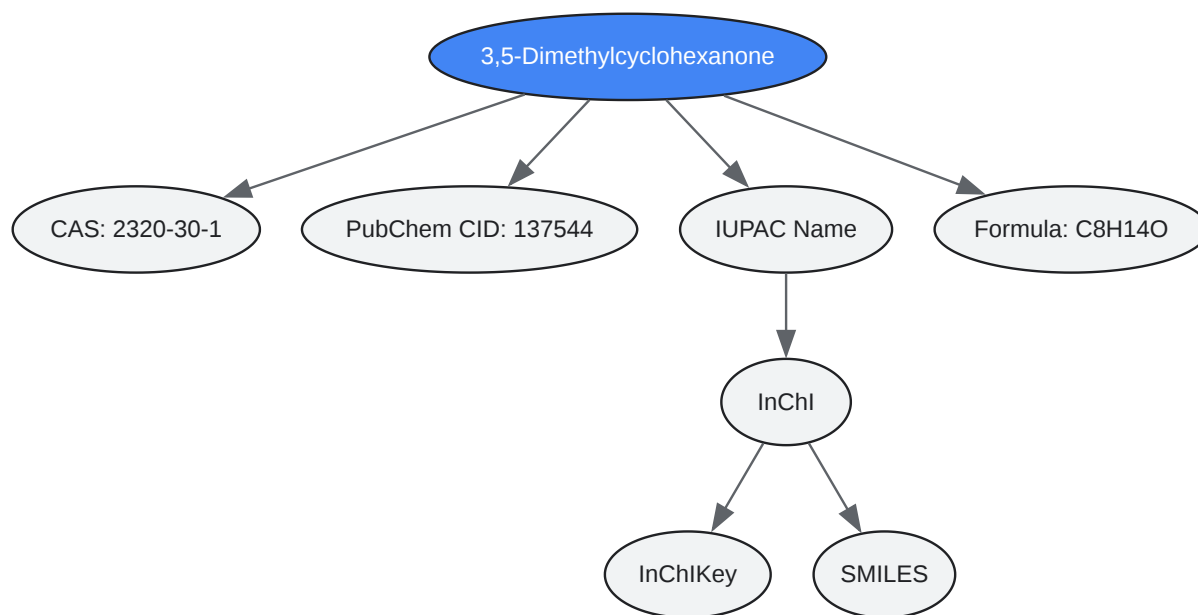 3,5-Dimethylcyclohexanone
CAS: 2320-30-1
PubChem CID: 137544
IUPAC Name
Formula: C8H14O
InChI
InChIKey
SMILES